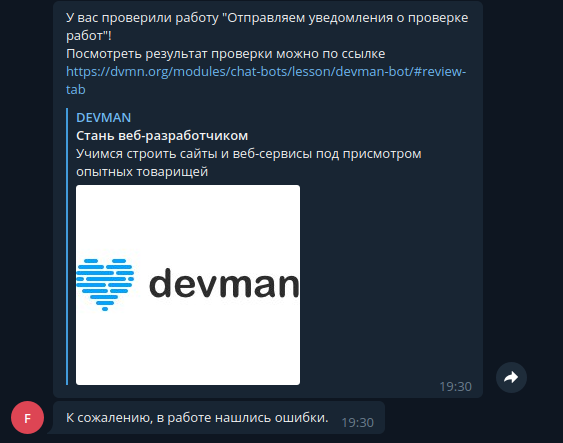 У вас проверили работу "Отправляем уведомления о проверке
работ"!
Посмотреть результат проверки можно по ссылке
https://dvmn.org/modules/chat-bots/lesson/devman-bot/#review-
tab
DEVMAN
Стань веб-разработчиком
Учимся строить сайты и веб-сервисы под присмотром
опытных товарищей
devman
19:30
F
К сожалению, в работе нашлись ошибки. 19:30